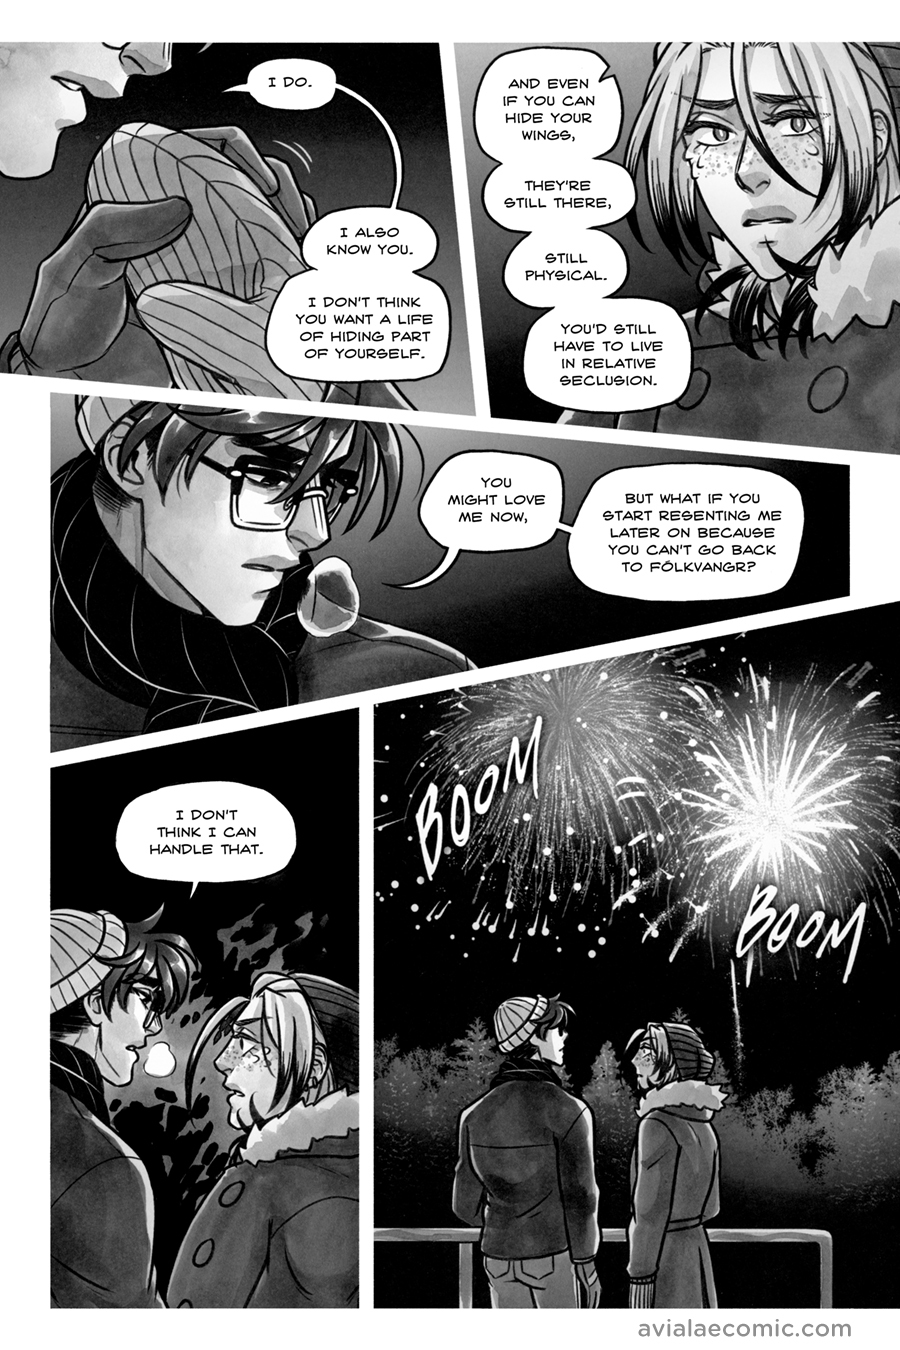 I DO.
I ALSO
KNOW YOU.
I DON'T THINK
YOU WANT A LIFE
OF HIDING PART
OF YOURSELF.
AND EVEN
IF YOU CAN
HIDE YOUR
WINGS,
THEY'RE
STILL THERE,
STILL
PHYSICAL.
YOU'D STILL
HAVE TO LIVE
IN RELATIVE
SECLUSION.
YOU
MIGHT LOVE
ME NOW,
BUT WHAT IF YOU
START RESENTING ME
LATER ON BECAUSE
YOU CAN'T GO BACK
TO FÓLKVANGR?
I DON'T
THINK I CAN
HANDLE THAT.
BOOM
BOOM
avialaecomic.com